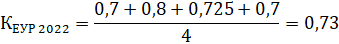 К_ЕУР 2022 = (0,7 + 0,8 + 0,725 + 0,7) / 4 = 0,73